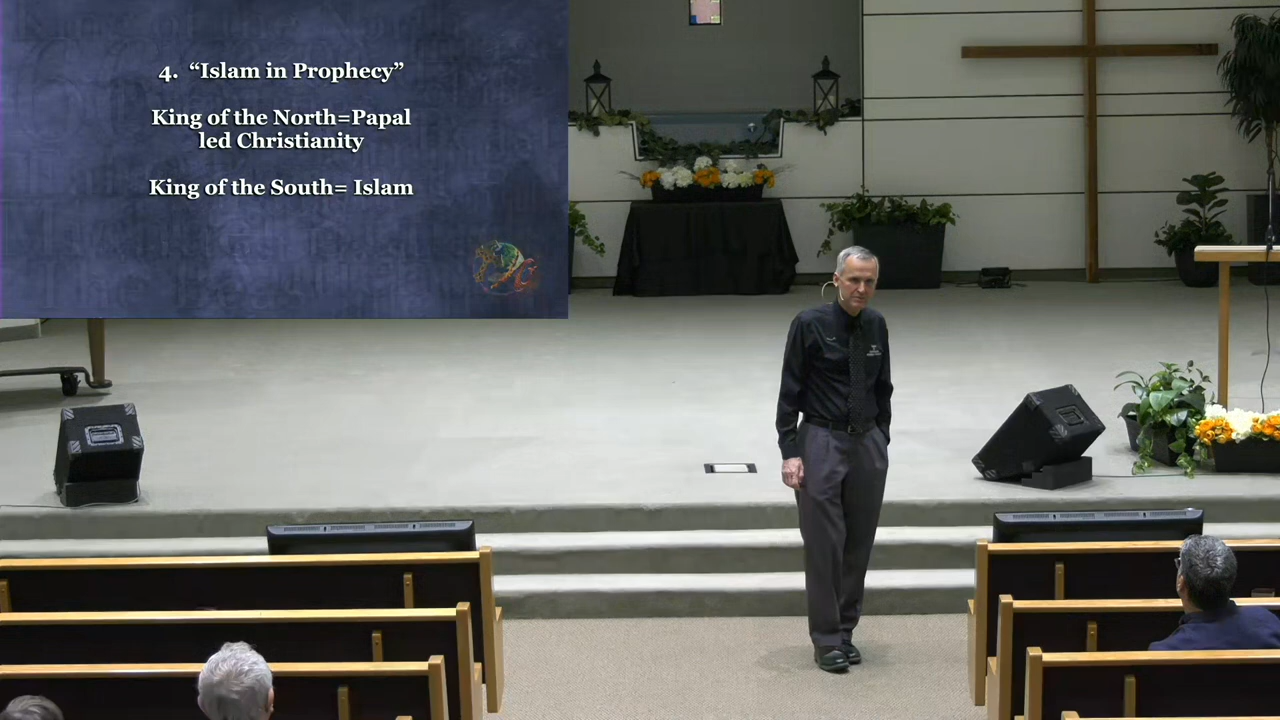 4. “Islam in Prophecy”
King of the North=Papal
led Christianity
King of the South= Islam